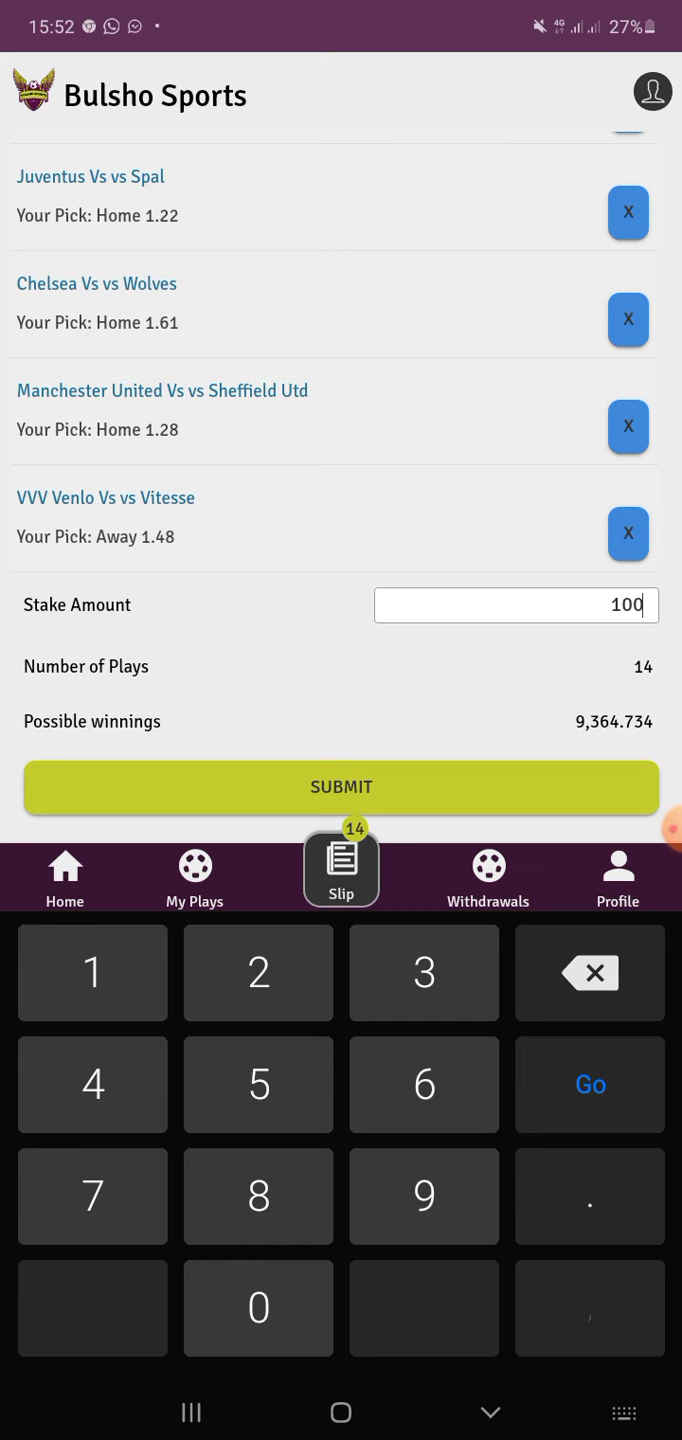 15:52
4G
27%
Bulsho Sports
Juventus Vs vs Spal
Your Pick: Home 1.22
X
Chelsea Vs vs Wolves
Your Pick: Home 1.61
X
Manchester United Vs vs Sheffield Utd
Your Pick: Home 1.28
X
VVV Venlo Vs vs Vitesse
Your Pick: Away 1.48
X
Stake Amount
100
Number of Plays
14
Possible winnings
9,364.734
SUBMIT
14
Home
My Plays
Slip
Withdrawals
Profile
1
2
3
4
5
6
Go
7
8
9
.
0
,